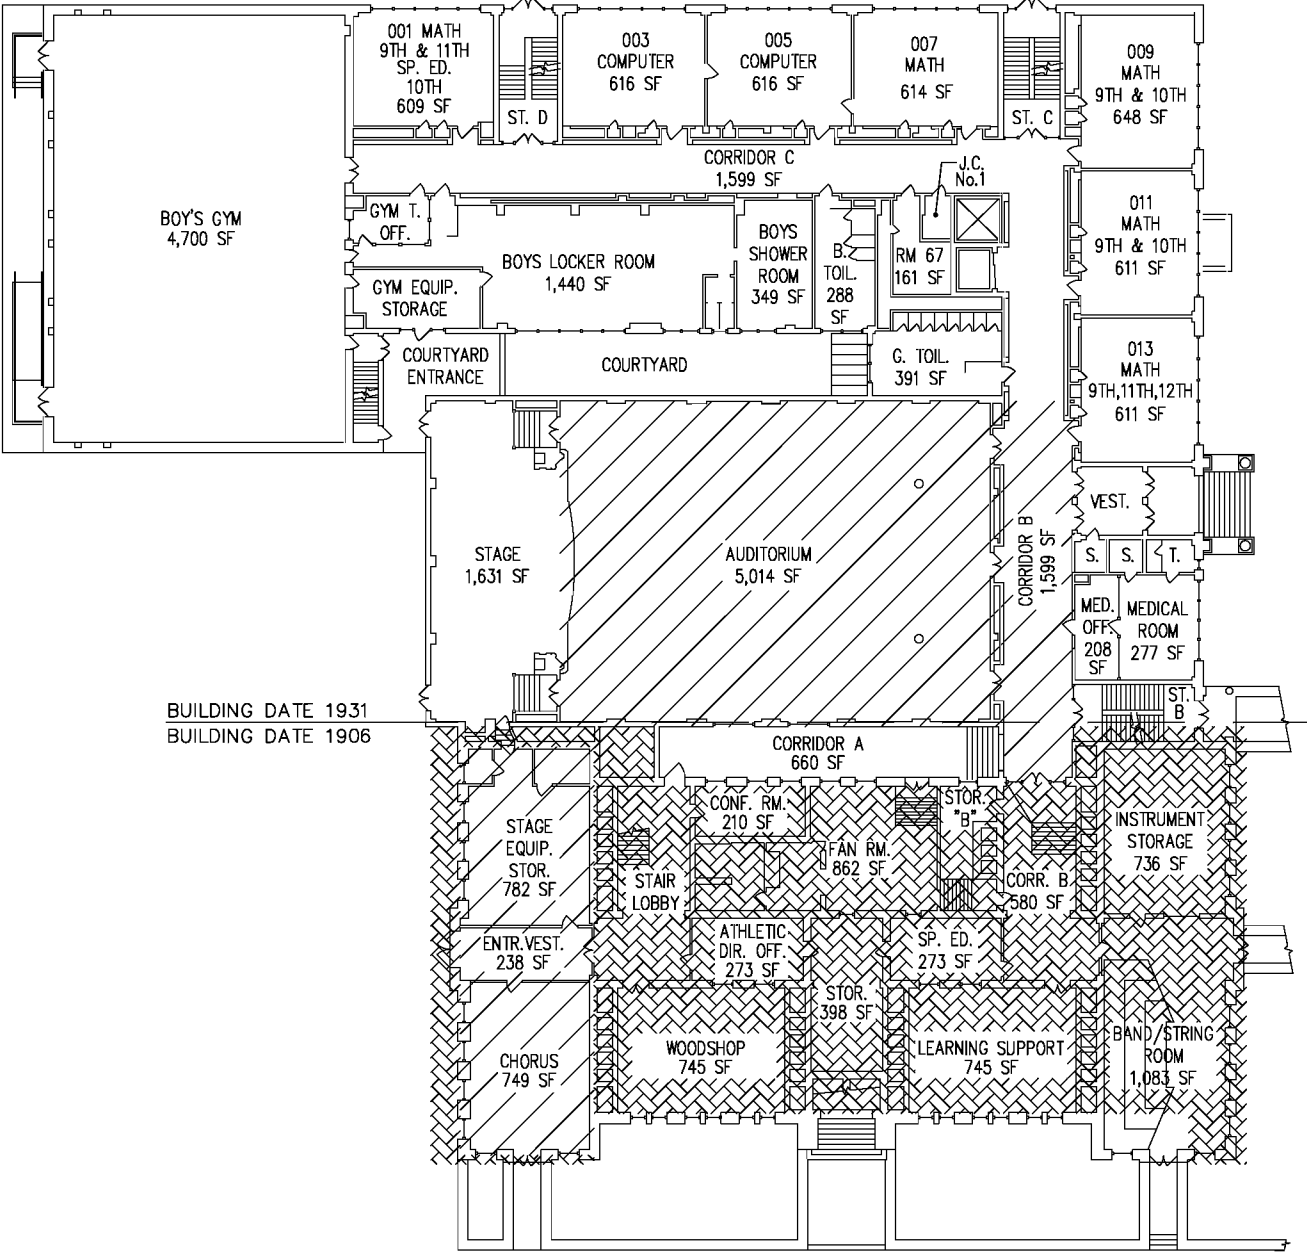 001 MATH
9TH & 11TH
SP. ED.
10TH
609 SF
ST. D
003
COMPUTER
616 SF
005
COMPUTER
616 SF
007
MATH
614 SF
ST. C
009
MATH
9TH & 10TH
648 SF
CORRIDOR C
1,599 SF
J.C.
No.1
BOY'S GYM
4,700 SF
GYM T.
OFF.
BOYS LOCKER ROOM
1,440 SF
BOYS
SHOWER
ROOM
349 SF
B.
TOIL.
288
SF
RM 67
161 SF
011
MATH
9TH & 10TH
611 SF
GYM EQUIP.
STORAGE
COURTYARD
ENTRANCE
COURTYARD
G. TOIL.
391 SF
013
MATH
9TH,11TH,12TH
611 SF
STAGE
1,631 SF
AUDITORIUM
5,014 SF
CORRIDOR B
1,599 SF
VEST.
S.
S.
T.
MED.
OFF.
208
SF
MEDICAL
ROOM
277 SF
ST.
B
BUILDING DATE 1931
BUILDING DATE 1906
CORRIDOR A
660 SF
STAGE
EQUIP.
STOR.
782 SF
STAIR
LOBBY
CONF. RM.
210 SF
FAN RM.
862 SF
STOR.
"B"
CORR. B
580 SF
INSTRUMENT
STORAGE
736 SF
ENTR.VEST.
238 SF
ATHLETIC
DIR. OFF.
273 SF
SP. ED.
273 SF
STOR.
398 SF
CHORUS
749 SF
WOODSHOP
745 SF
LEARNING SUPPORT
745 SF
BAND/STRING
ROOM
1,083 SF